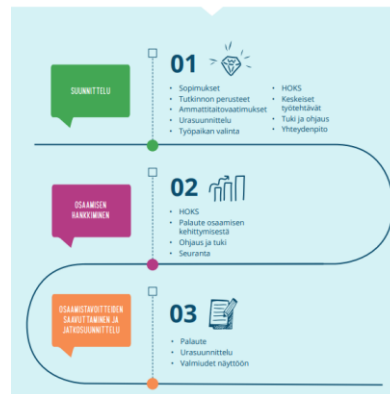 SUUNNITTELU
01
• Sopimukset
• Tutkinnon perusteet
• Ammattitaitovaatimukset
• Urasuunnittelu
• Työpaikan valinta
• HOKS
• Keskeiset
työtehtävät
• Tuki ja ohjaus
• Yhteydenpito
OSAAMISEN
HANKKIMINEN
02
• HOKS
• Palaute osaamisen
kehittymisestä
• Ohjaus ja tuki
• Seuranta
OSAAMISTAVOITTEIDEN
SAAVUTTAMINEN JA
JATKOSUUNNITTELU
03
• Palaute
• Urasuunnittelu
• Valmiudet näyttöön